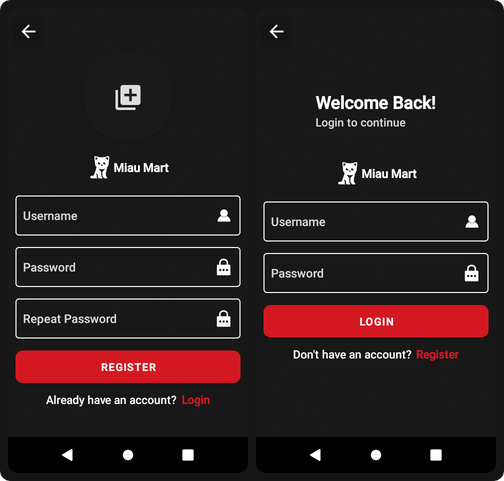 Miau Mart
Username
Password
Repeat Password
REGISTER
Already have an account? Login
Welcome Back!
Login to continue
Miau Mart
Username
Password
LOGIN
Don't have an account? Register